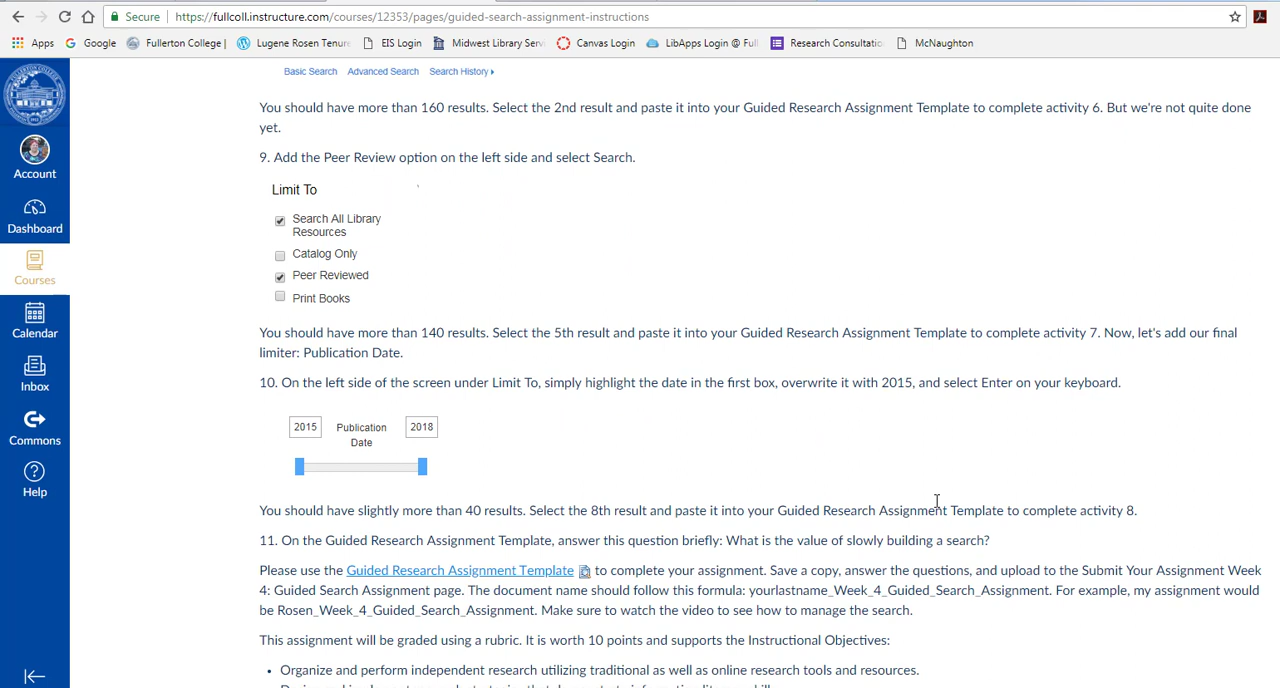 Secure
https://fullcoll.instructure.com/courses/12353/pages/guided-search-assignment-instructions
Apps Google Fullerton College | Lugene Rosen Tenure EIS Login Midwest Library Serv Canvas Login LibApps Login @ Full Research Consultatio McNaughton
Basic Search Advanced Search Search History
You should have more than 160 results. Select the 2nd result and paste it into your Guided Research Assignment Template to complete activity 6. But we're not quite done
yet.
9. Add the Peer Review option on the left side and select Search.
Limit To
Search All Library
Resources
Catalog Only
Peer Reviewed
Print Books
You should have more than 140 results. Select the 5th result and paste it into your Guided Research Assignment Template to complete activity 7. Now, let's add our final
limiter: Publication Date.
10. On the left side of the screen under Limit To, simply highlight the date in the first box, overwrite it with 2015, and select Enter on your keyboard.
2015 Publication 2018
Date
You should have slightly more than 40 results. Select the 8th result and paste it into your Guided Research Assignment Template to complete activity 8.
11. On the Guided Research Assignment Template, answer this question briefly: What is the value of slowly building a search?
Please use the Guided Research Assignment Template to complete your assignment. Save a copy, answer the questions, and upload to the Submit Your Assignment Week
4: Guided Search Assignment page. The document name should follow this formula: yourlastname_Week_4_Guided_Search_Assignment. For example, my assignment would
be Rosen_Week_4_Guided_Search_Assignment. Make sure to watch the video to see how to manage the search.
This assignment will be graded using a rubric. It is worth 10 points and supports the Instructional Objectives:
• Organize and perform independent research utilizing traditional as well as online research tools and resources.
Account
Dashboard
Courses
Calendar
Inbox
Commons
Help